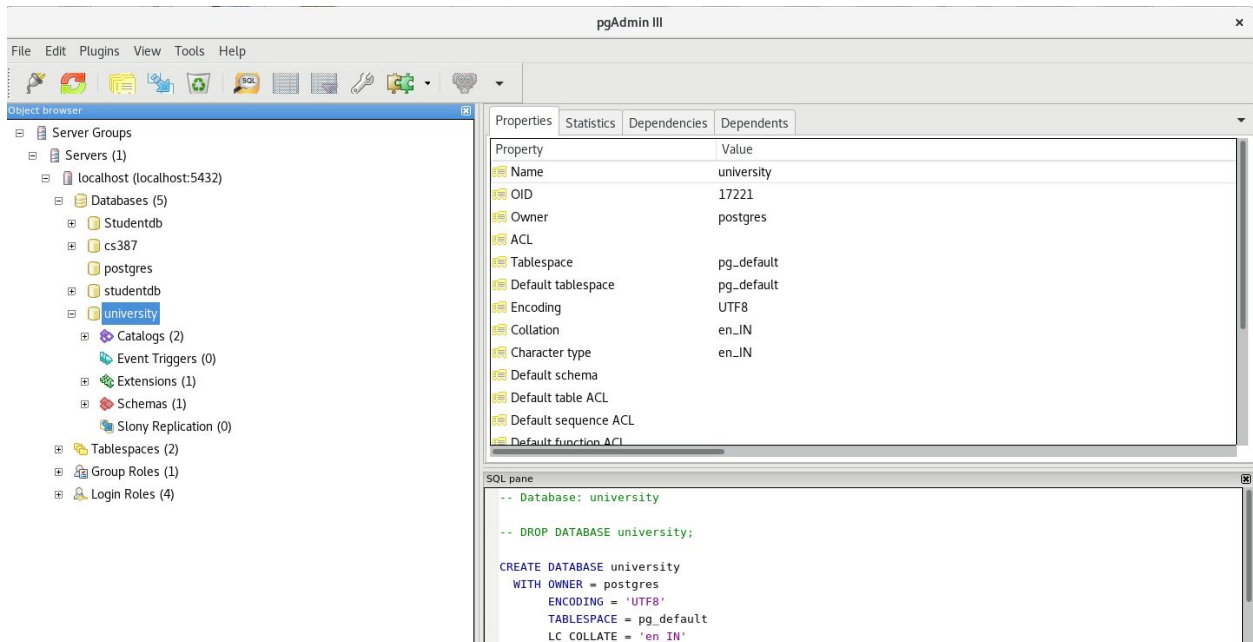 pgAdmin III
File Edit Plugins View Tools Help
SQL
Object browser
Server Groups
Servers (1)
localhost (localhost:5432)
Databases (5)
Studentdb
cs387
postgres
studentdb
university
Catalogs (2)
Event Triggers (0)
Extensions (1)
Schemas (1)
Slony Replication (0)
Tablespaces (2)
Group Roles (1)
Login Roles (4)
Properties Statistics Dependencies Dependents
Property Value
Name university
OID 17221
Owner postgres
ACL
Tablespace pg_default
Default tablespace pg_default
Encoding UTF8
Collation en_IN
Character type en_IN
Default schema
Default table ACL
Default sequence ACL
Default function ACL
SQL pane
-- Database: university
-- DROP DATABASE university;
CREATE DATABASE university
WITH OWNER = postgres
ENCODING = 'UTF8'
TABLESPACE = pg_default
LC_COLLATE = 'en_IN'